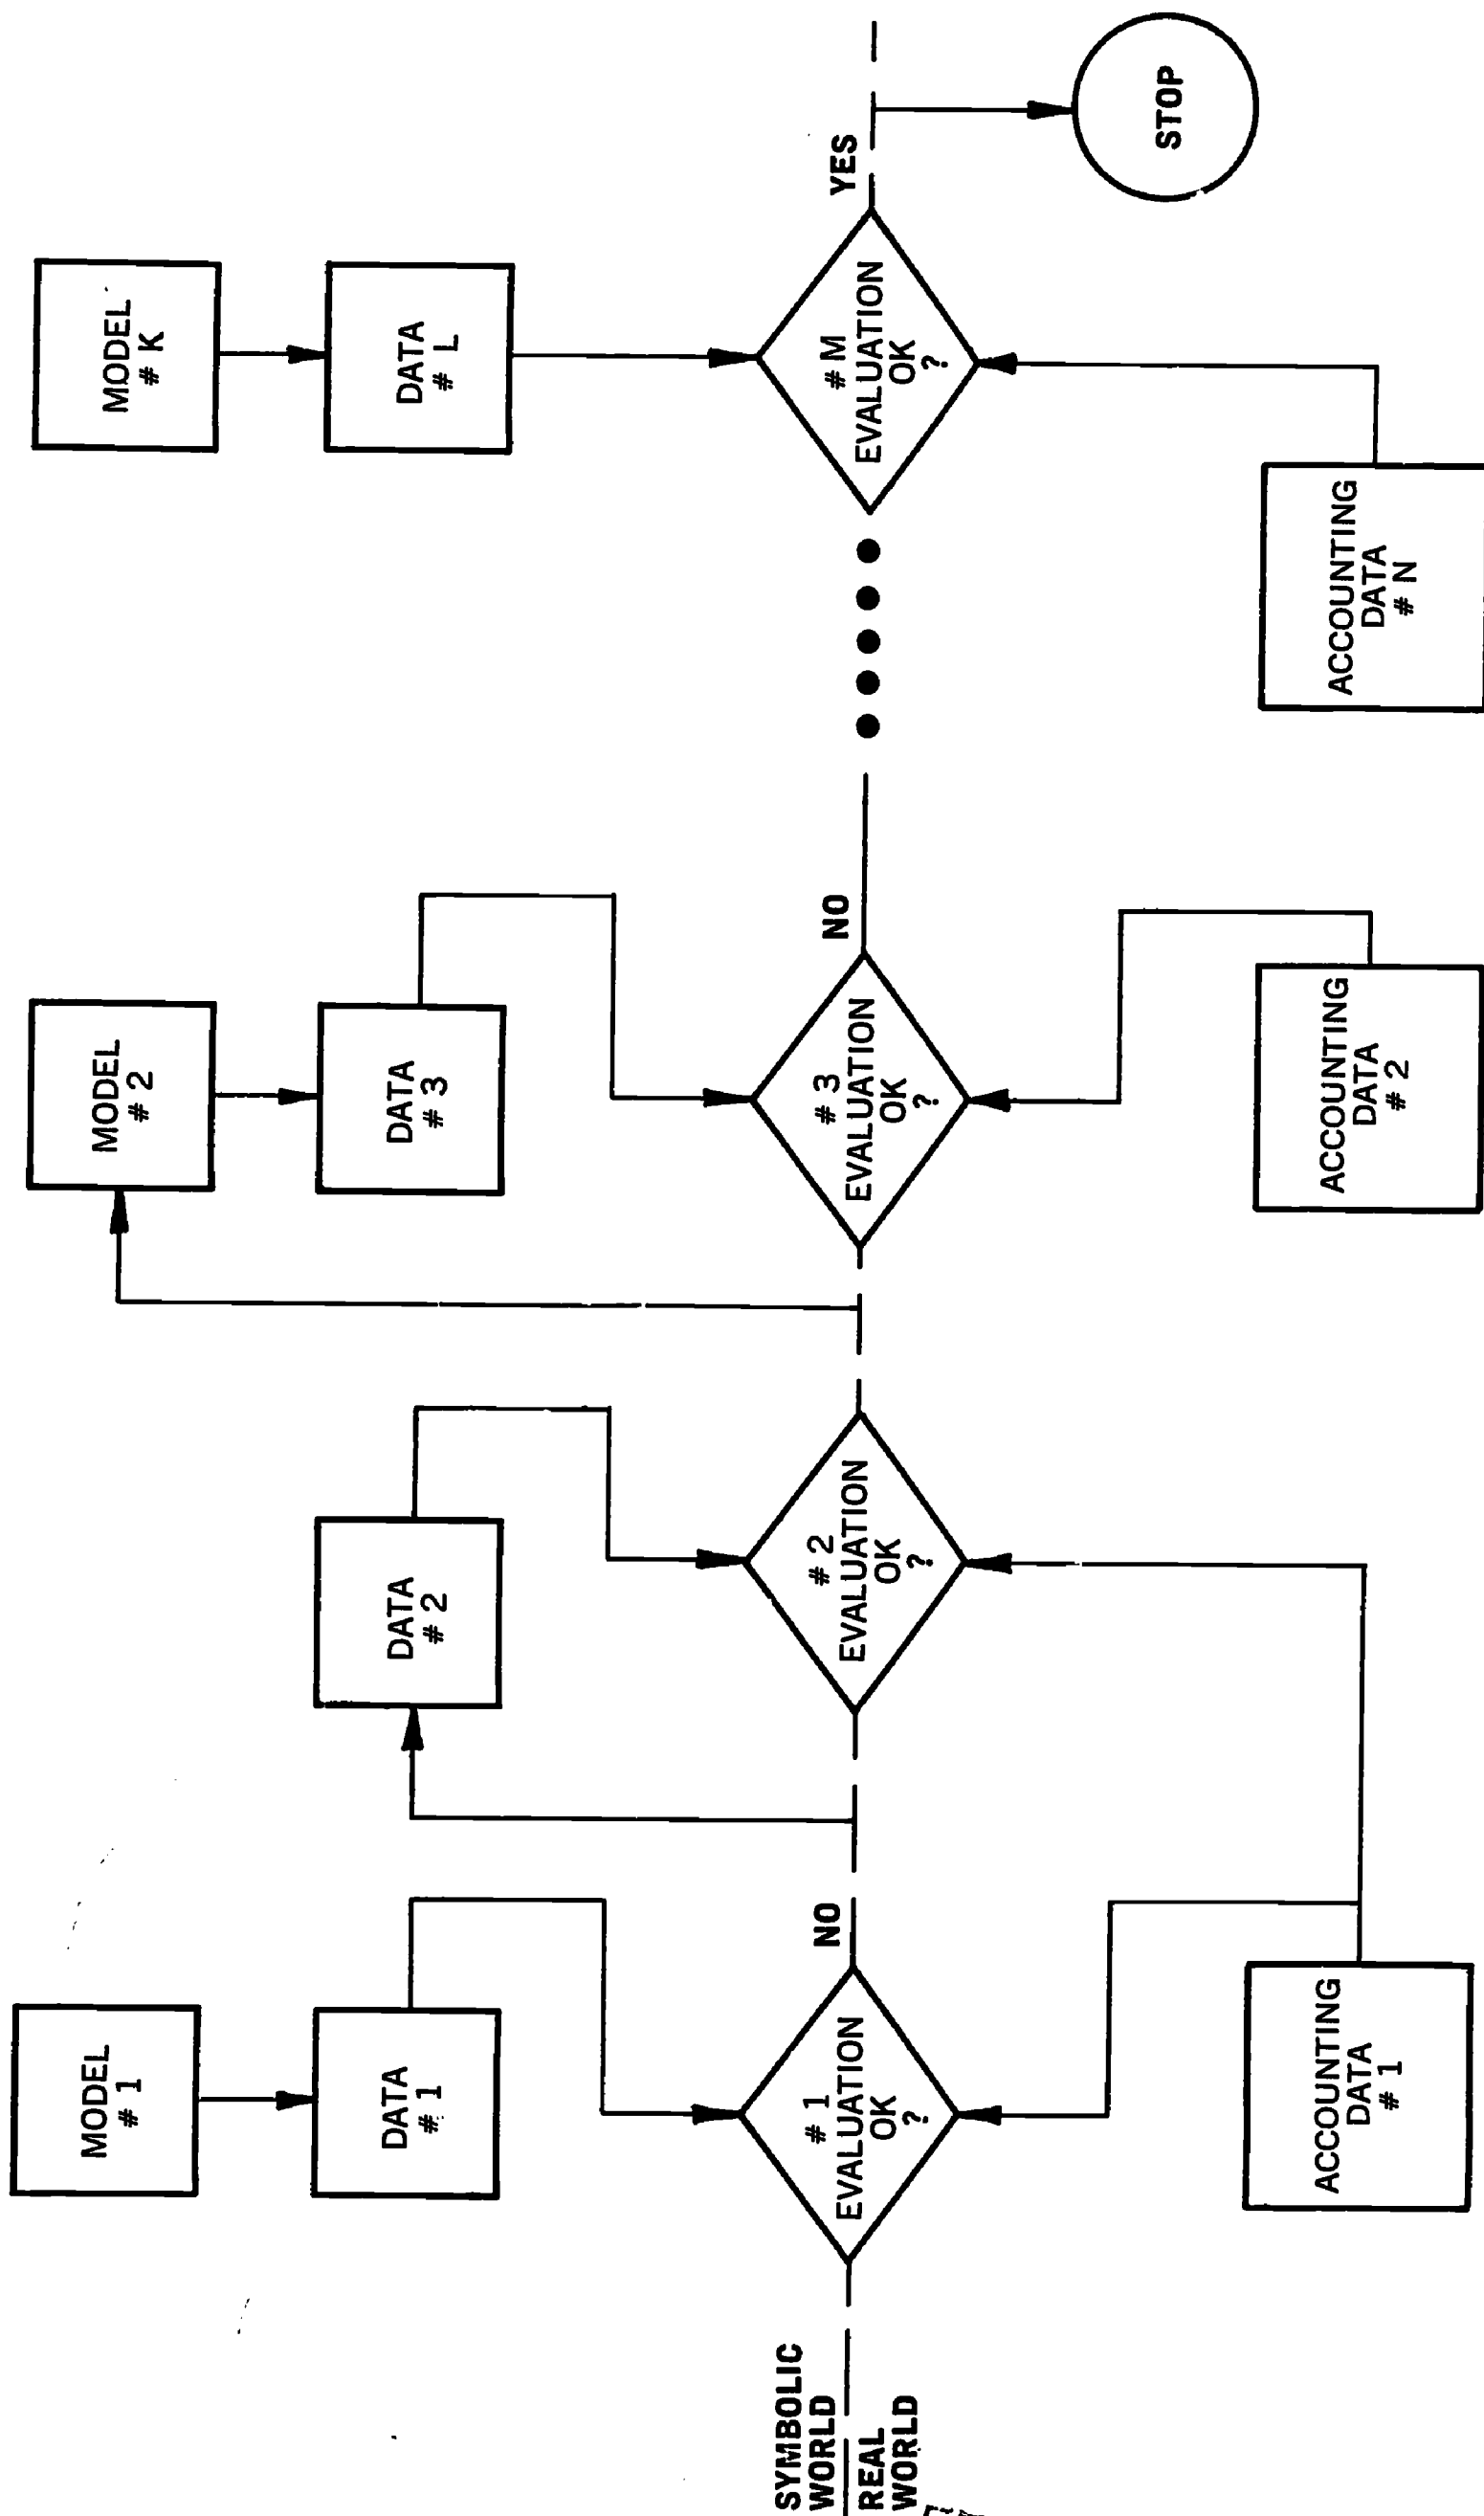 MODEL
# 1
DATA
# 1
# 1
EVALUATION
OK
?
NO
ACCOUNTING
DATA
# 1
SYMBOLIC
WORLD
REAL
WORLD
DATA
# 2
# 2
EVALUATION
OK
?
MODEL
# 2
DATA
# 3
# 3
EVALUATION
OK
?
NO
ACCOUNTING
DATA
# 2
MODEL
# K
DATA
# L
# M
EVALUATION
OK
?
YES
ACCOUNTING
DATA
# N
STOP